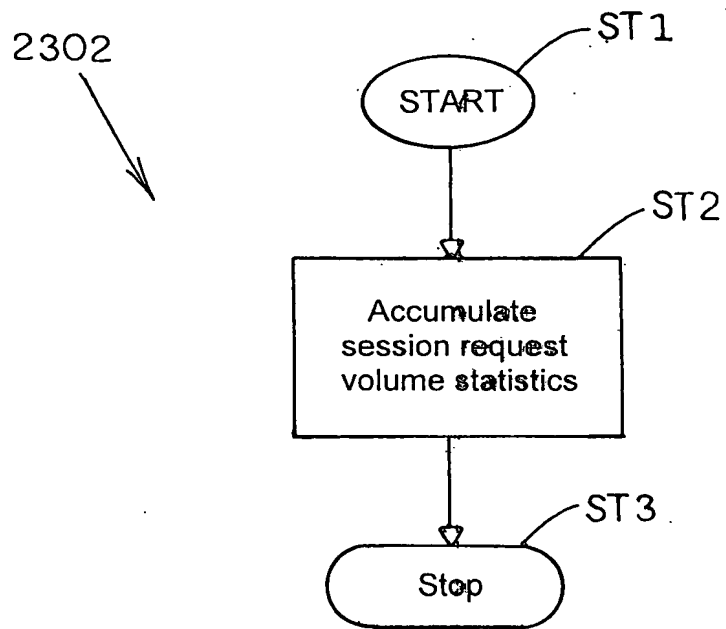 2302
ST1
START
ST2
Accumulate
session request
volume statistics
ST3
Stop